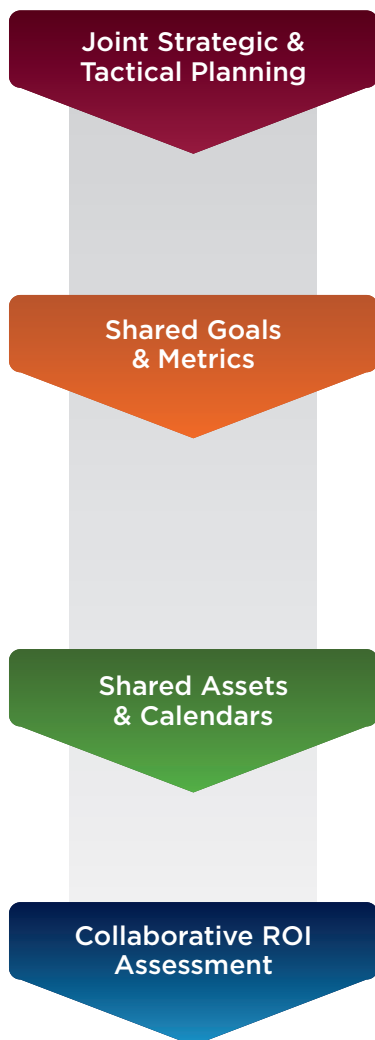 Joint Strategic &
Tactical Planning
Shared Goals
& Metrics
Shared Assets
& Calendars
Collaborative ROI
Assessment